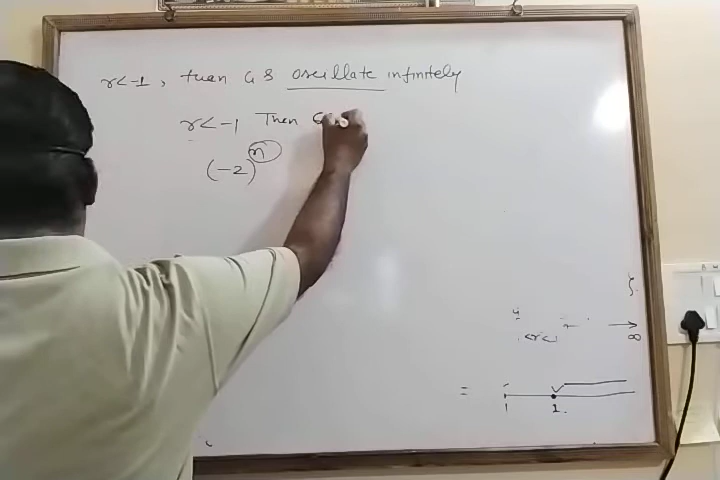 r<-1, then G S oscillate infinitely
r<-1 Then G
(-2)^n
∞
=
1 1.